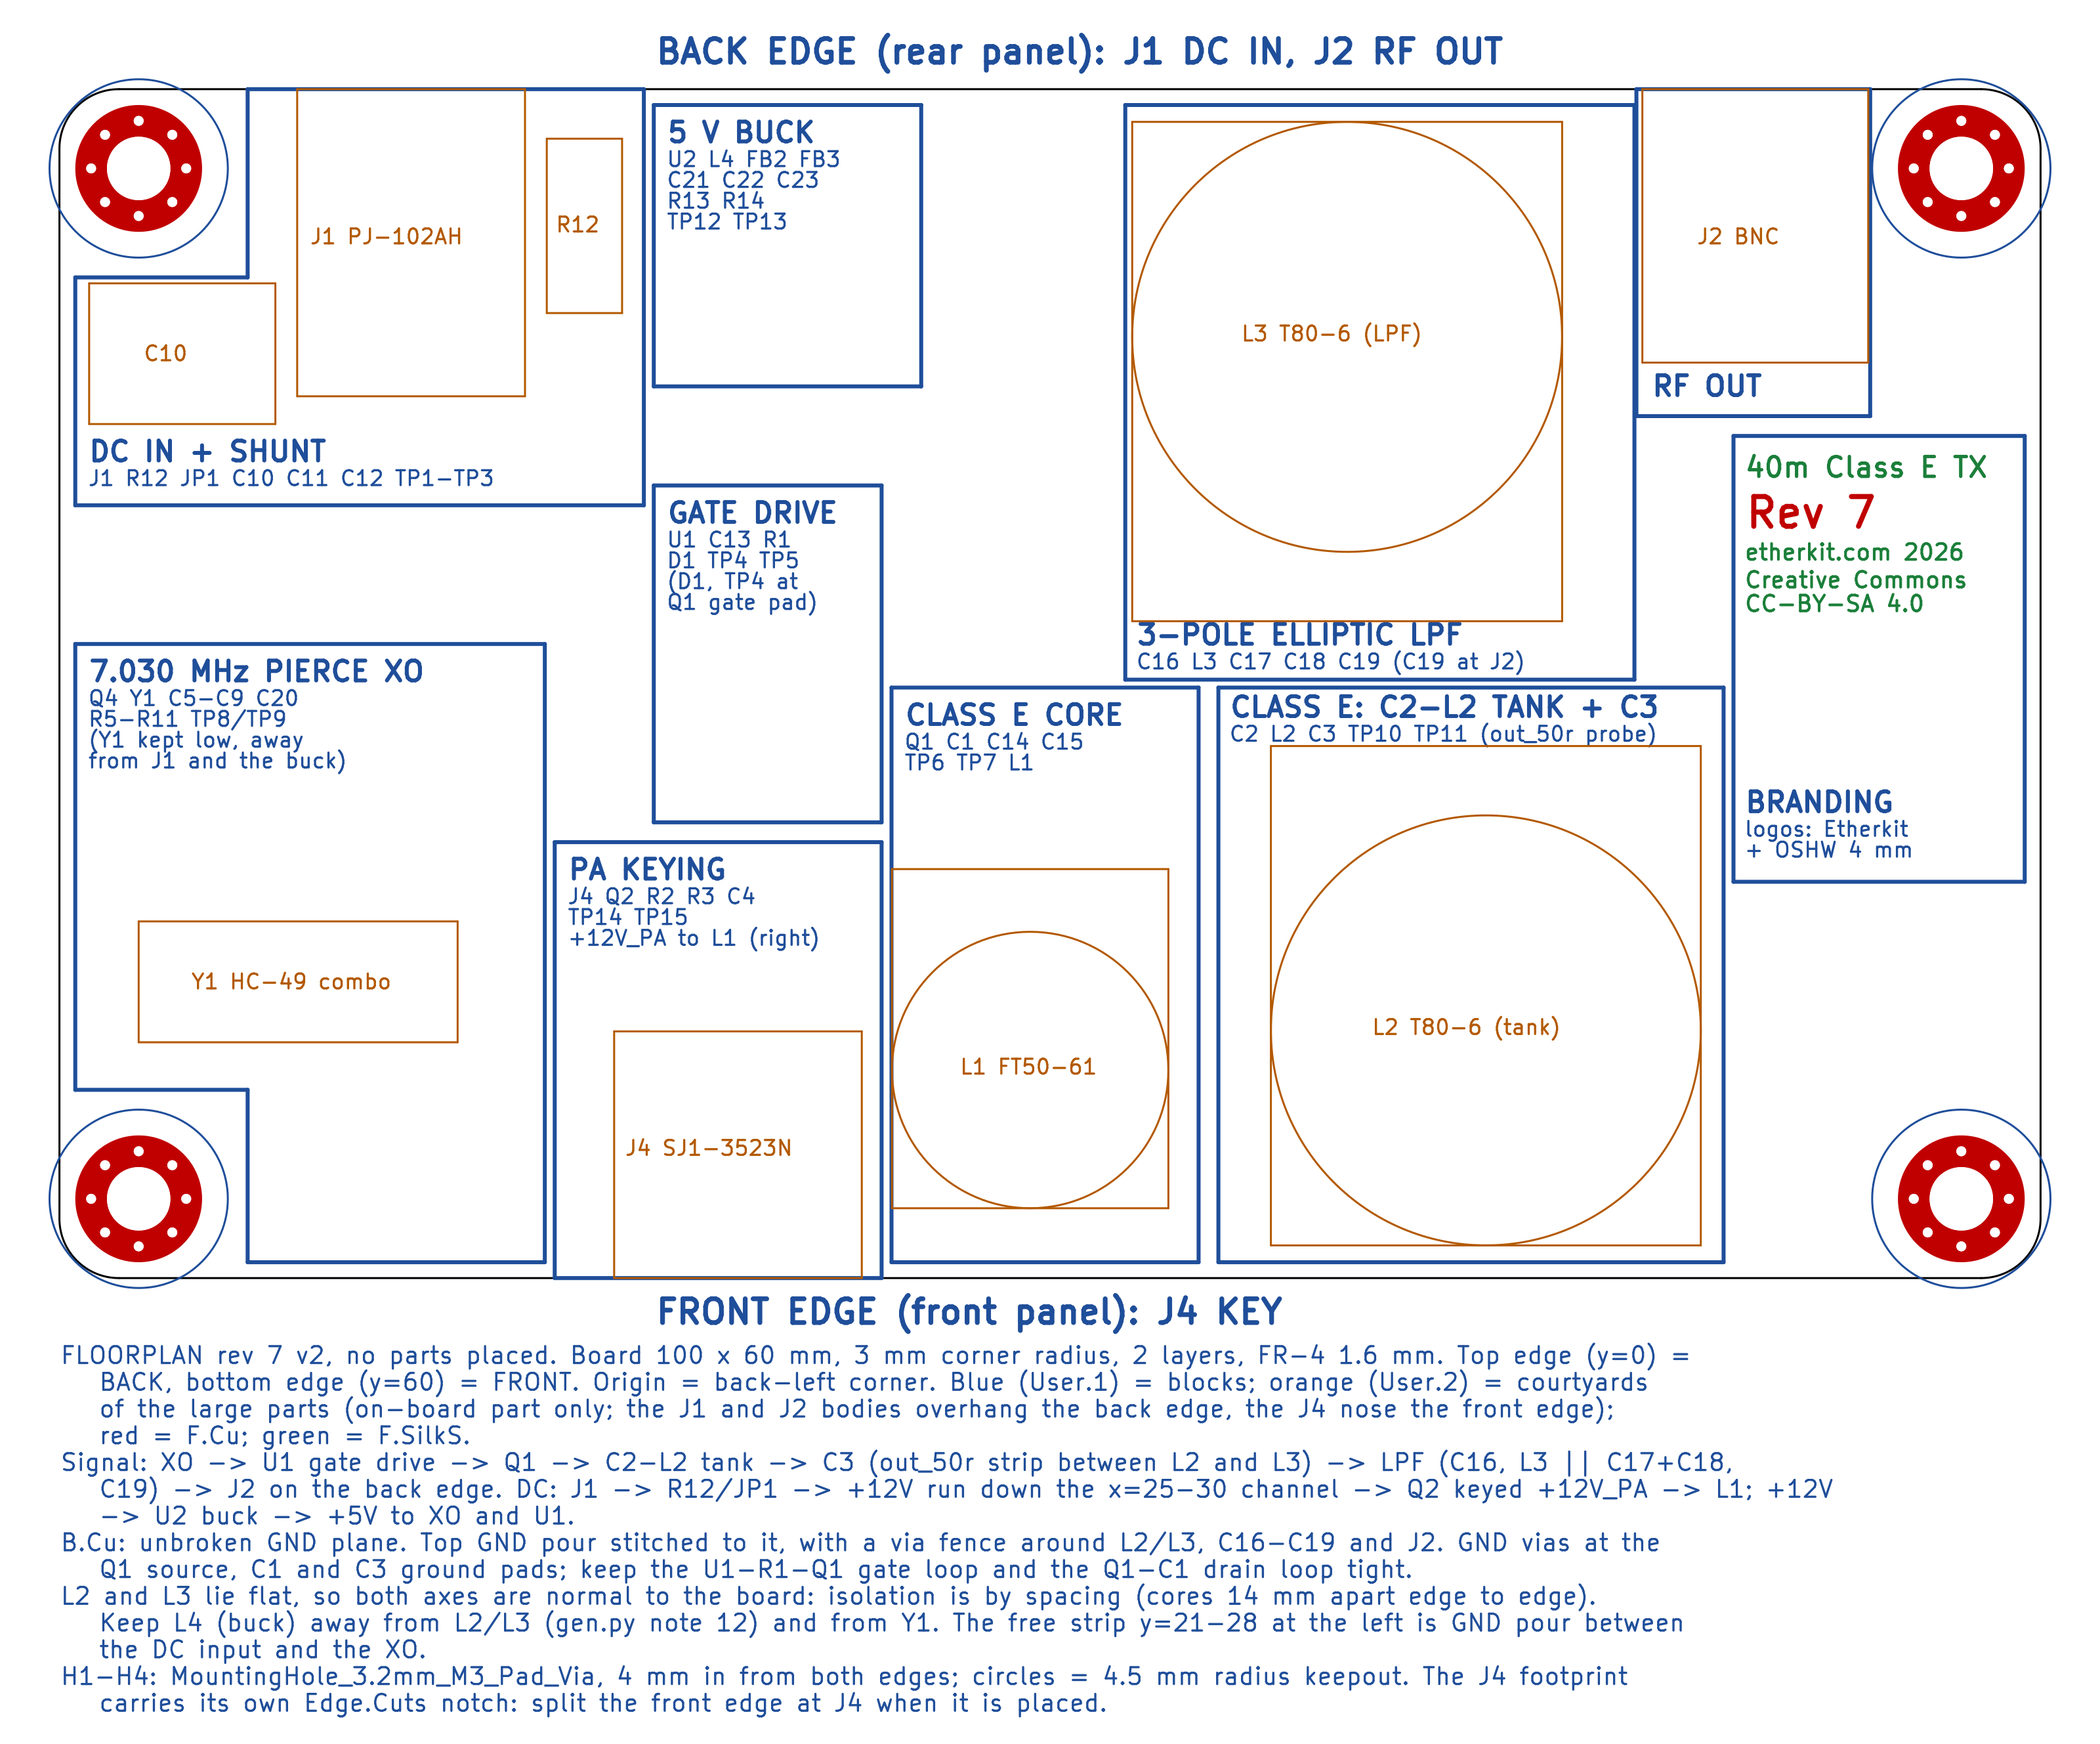 BACK EDGE (rear panel): J1 DC IN, J2 RF OUT
J1 PJ-102AH
R12
C10
DC IN + SHUNT
J1 R12 JP1 C10 C11 C12 TP1-TP3
5 V BUCK
U2 L4 FB2 FB3
C21 C22 C23
R13 R14
TP12 TP13
L3 T80-6 (LPF)
3-POLE ELLIPTIC LPF
C16 L3 C17 C18 C19 (C19 at J2)
J2 BNC
RF OUT
40m Class E TX
Rev 7
etherkit.com 2026
Creative Commons
CC-BY-SA 4.0
BRANDING
logos: Etherkit
+ OSHW 4 mm
GATE DRIVE
U1 C13 R1
D1 TP4 TP5
(D1, TP4 at
Q1 gate pad)
7.030 MHz PIERCE XO
Q4 Y1 C5-C9 C20
R5-R11 TP8/TP9
(Y1 kept low, away
from J1 and the buck)
Y1 HC-49 combo
PA KEYING
J4 Q2 R2 R3 C4
TP14 TP15
+12V_PA to L1 (right)
J4 SJ1-3523N
CLASS E CORE
Q1 C1 C14 C15
TP6 TP7 L1
L1 FT50-61
CLASS E: C2-L2 TANK + C3
C2 L2 C3 TP10 TP11 (out_50r probe)
L2 T80-6 (tank)
FRONT EDGE (front panel): J4 KEY
FLOORPLAN rev 7 v2, no parts placed. Board 100 x 60 mm, 3 mm corner radius, 2 layers, FR-4 1.6 mm. Top edge (y=0) =
BACK, bottom edge (y=60) = FRONT. Origin = back-left corner. Blue (User.1) = blocks; orange (User.2) = courtyards
of the large parts (on-board part only; the J1 and J2 bodies overhang the back edge, the J4 nose the front edge);
red = F.Cu; green = F.SilkS.
Signal: XO -> U1 gate drive -> Q1 -> C2-L2 tank -> C3 (out_50r strip between L2 and L3) -> LPF (C16, L3 || C17+C18,
C19) -> J2 on the back edge. DC: J1 -> R12/JP1 -> +12V run down the x=25-30 channel -> Q2 keyed +12V_PA -> L1; +12V
-> U2 buck -> +5V to XO and U1.
B.Cu: unbroken GND plane. Top GND pour stitched to it, with a via fence around L2/L3, C16-C19 and J2. GND vias at the
Q1 source, C1 and C3 ground pads; keep the U1-R1-Q1 gate loop and the Q1-C1 drain loop tight.
L2 and L3 lie flat, so both axes are normal to the board: isolation is by spacing (cores 14 mm apart edge to edge).
Keep L4 (buck) away from L2/L3 (gen.py note 12) and from Y1. The free strip y=21-28 at the left is GND pour between
the DC input and the XO.
H1-H4: MountingHole_3.2mm_M3_Pad_Via, 4 mm in from both edges; circles = 4.5 mm radius keepout. The J4 footprint
carries its own Edge.Cuts notch: split the front edge at J4 when it is placed.